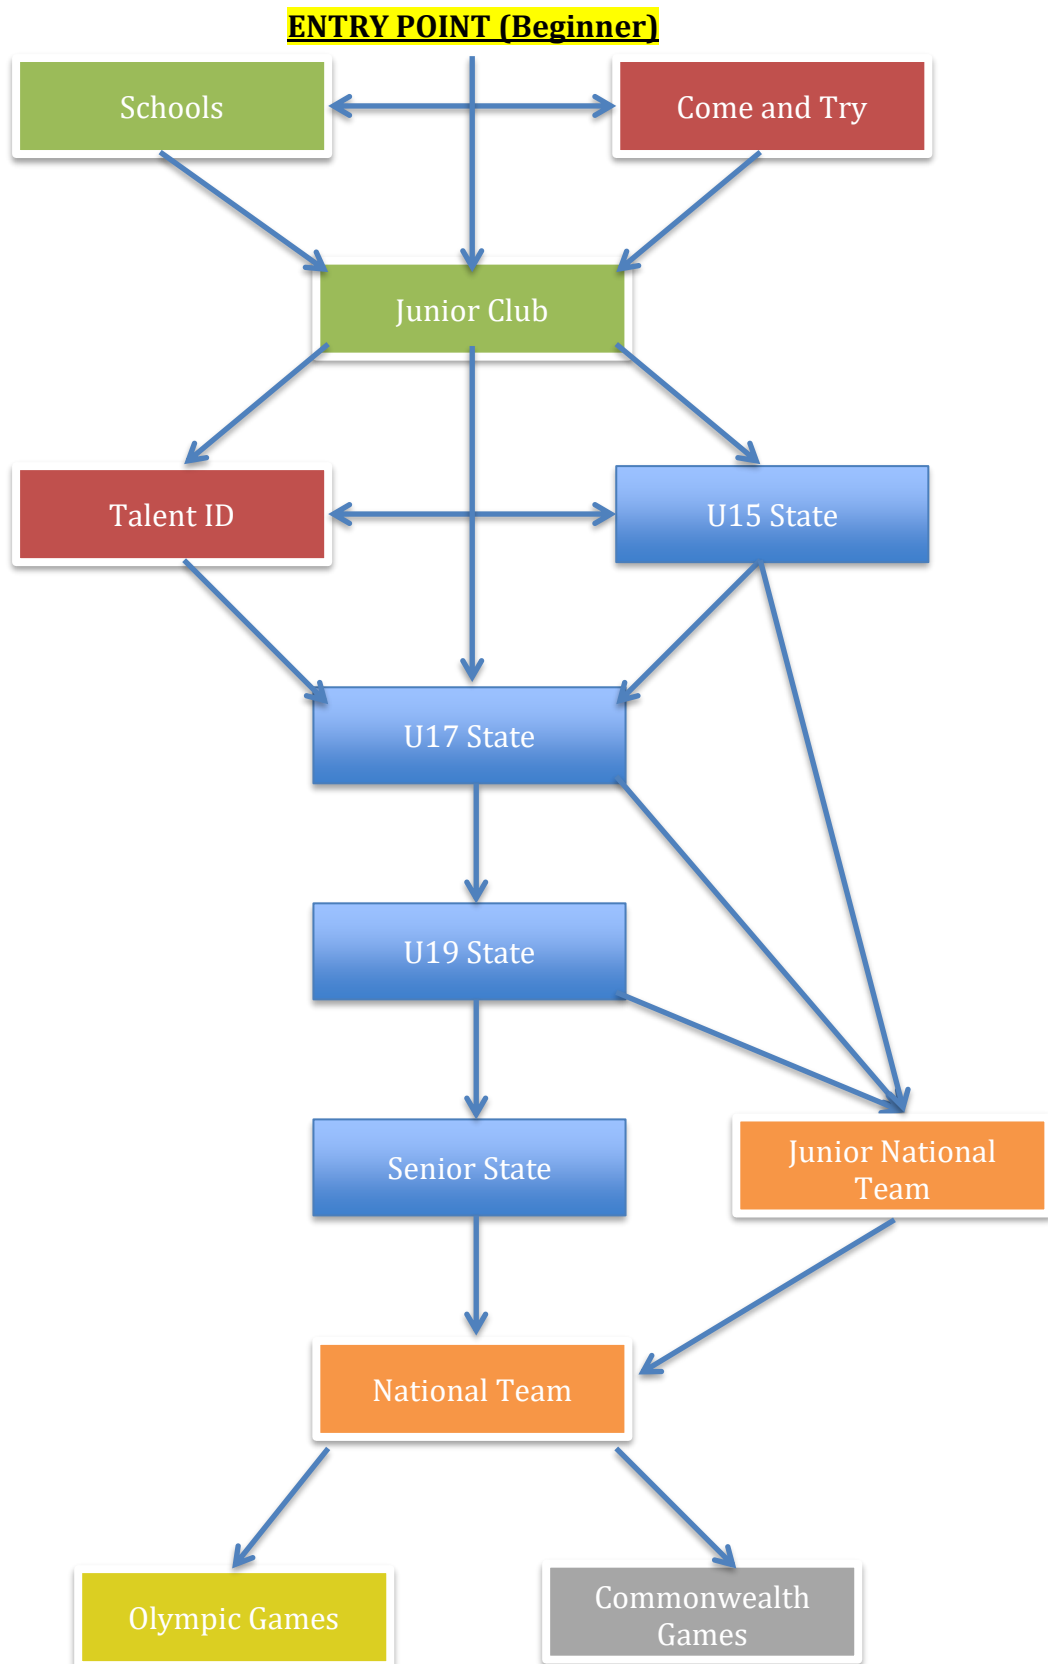 ENTRY POINT (Beginner)
Schools
Come and Try
Junior Club
Talent ID
U15 State
U17 State
U19 State
Senior State
Junior National
Team
National Team
Olympic Games
Commonwealth
Games